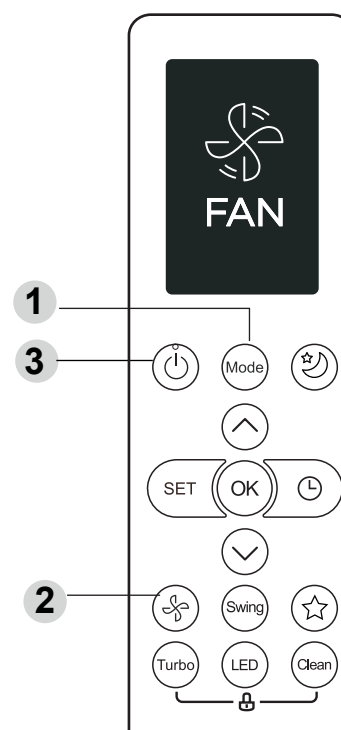 FAN
1
3
Mode
SET
OK
2
Swing
Turbo
LED
Clean